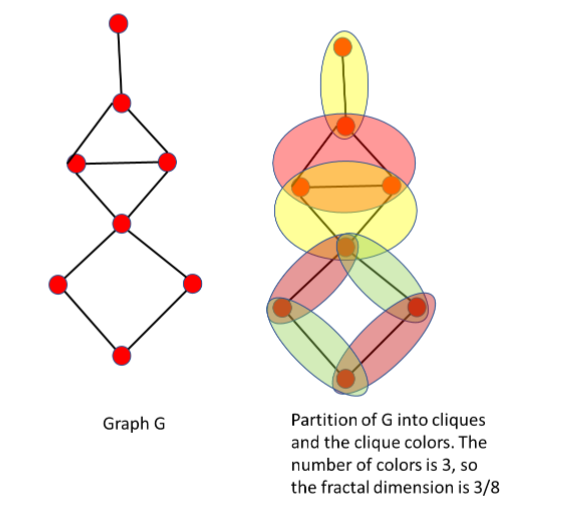 Graph G
Partition of G into cliques
and the clique colors. The
number of colors is 3, so
the fractal dimension is 3/8